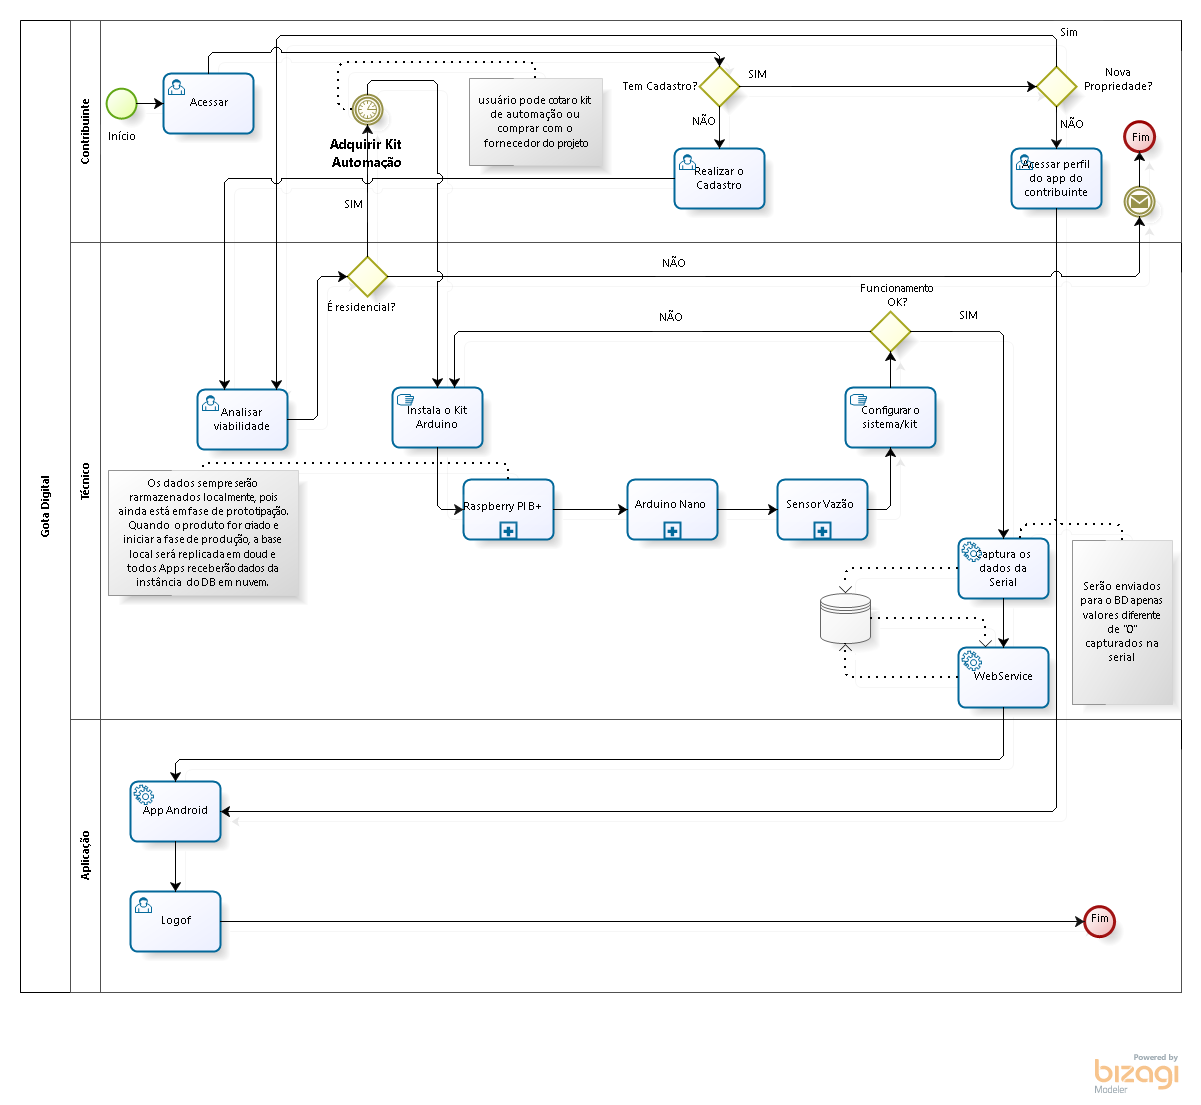 Gota Digital
Contribuinte
Início
Acessar
Adquirir Kit
Automação
usuário pode cotar o kit
de automação ou
comprar com o
fornecedor do projeto
Tem Cadastro?
SIM
NÃO
Realizar o
Cadastro
Sim
Nova
Propriedade?
NÃO
Acessar perfil
do app do
contribuinte
Fim
SIM
Técnico
É residencial?
NÃO
Funcionamento
OK?
NÃO
SIM
Analisar
viabilidade
Instala o Kit
Arduino
Configurar o
sistema/kit
Os dados sempre serão
rarmazenados localmente, pois
ainda está em fase de prototipação.
Quando o produto for criado e
iniciar a fase de produção, a base
local será replicada em cloud e
todos Apps receberão dados da
instância do DB em nuvem.
Raspberry PI B+
Arduino Nano
Sensor Vazão
Captura os
dados da
Serial
Serão enviados
para o BD apenas
valores diferente
de "0"
capturados na
serial
WebService
Aplicação
App Android
Logof
Fim
Powered by
bizagi
Modeler